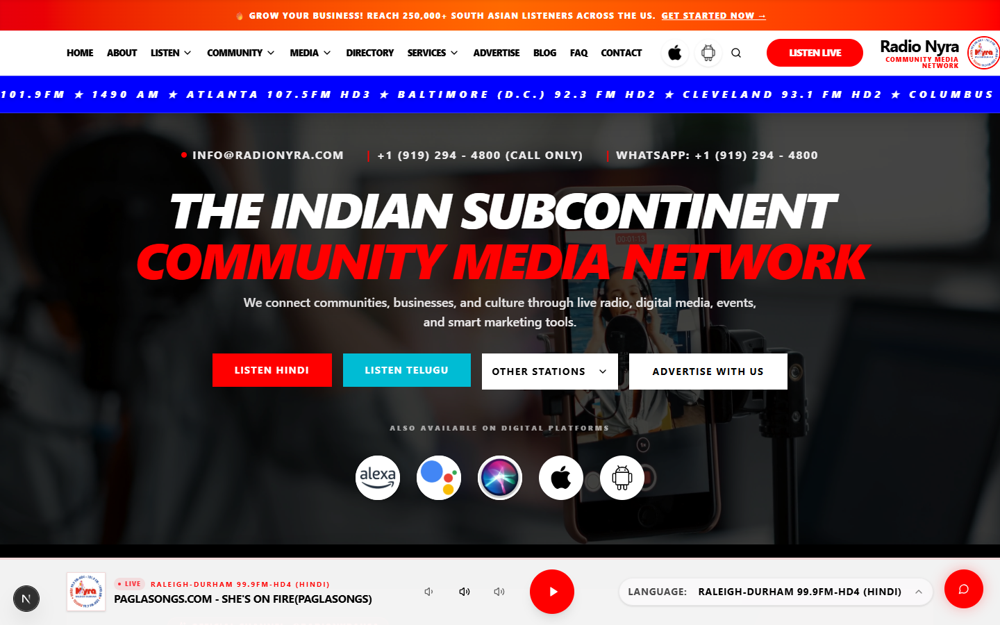 GROW YOUR BUSINESS! REACH 250,000+ SOUTH ASIAN LISTENERS ACROSS THE US. GET STARTED NOW →
HOME ABOUT LISTEN COMMUNITY MEDIA DIRECTORY SERVICES ADVERTISE BLOG FAQ CONTACT
LISTEN LIVE
Radio Nyra
COMMUNITY MEDIA
NETWORK
Nyra
101.9FM ★ 1490 AM ★ ATLANTA 107.5FM HD3 ★ BALTIMORE (D.C.) 92.3 FM HD2 ★ CLEVELAND 93.1 FM HD2 ★ COLUMBUS
INFO@RADIONYRA.COM | +1 (919) 294 - 4800 (CALL ONLY) | WHATSAPP: +1 (919) 294 - 4800
THE INDIAN SUBCONTINENT
COMMUNITY MEDIA NETWORK
00:01:13
We connect communities, businesses, and culture through live radio, digital media, events,
and smart marketing tools.
LISTEN HINDI
LISTEN TELUGU
OTHER STATIONS
ADVERTISE WITH US
ALSO AVAILABLE ON DIGITAL PLATFORMS
1x
alexa
Nyra
LIVE RALEIGH-DURHAM 99.9FM-HD4 (HINDI)
PAGLASONGS.COM - SHE'S ON FIRE(PAGLASONGS)
LANGUAGE: RALEIGH-DURHAM 99.9FM-HD4 (HINDI)
N